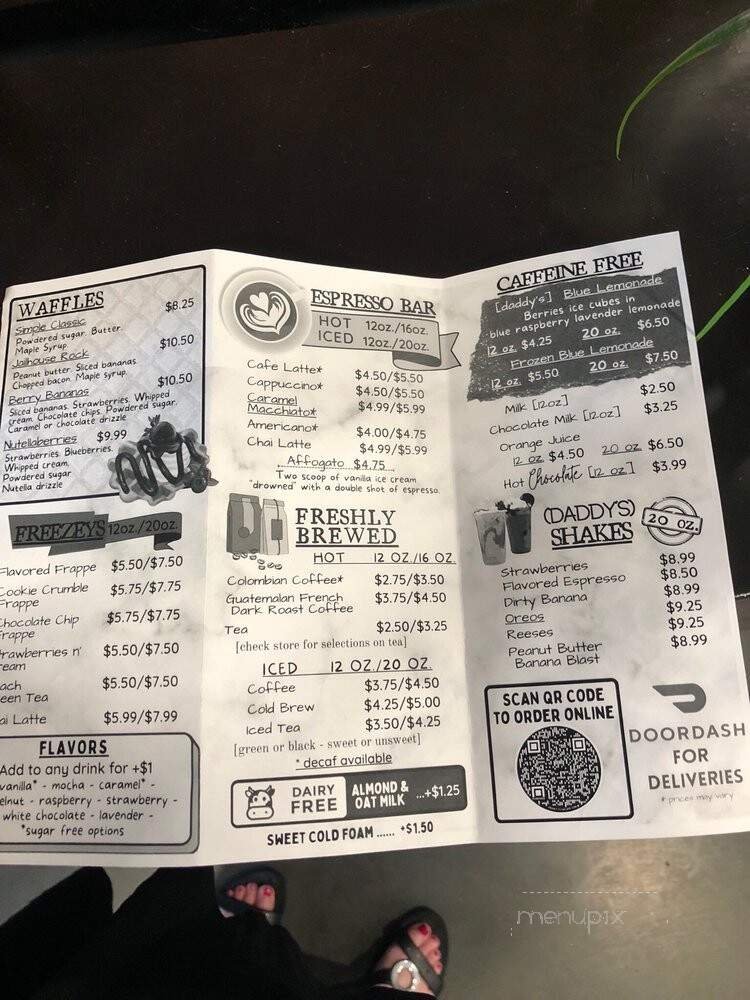 WAFFLES
Simple Classic $8.25
Powdered sugar. Butter.
Maple Syrup.
Jailhouse Rock $10.50
Peanut butter. Sliced bananas.
Chopped bacon. Maple syrup.
Berry Bananas $10.50
Sliced bananas. Strawberries. Whipped
cream. Chocolate chips. Powdered sugar.
Caramel or chocolate drizzle
Nutellaberries $9.99
Strawberries. Blueberries.
Whipped cream.
Powdered sugar
Nutella drizzle
FREEZEYS 12oz./20oz.
Flavored Frappe $5.50/$7.50
Cookie Crumble $5.75/$7.75
Frappe
Chocolate Chip $5.75/$7.75
Frappe
rawberries n' $5.50/$7.50
ream
ach $5.50/$7.50
een Tea
ai Latte $5.99/$7.99
FLAVORS
Add to any drink for +$1
vanilla* - mocha - caramel* -
elnut - raspberry - strawberry -
white chocolate - lavender -
*sugar free options
ESPRESSO BAR
HOT 12oz./16oz.
ICED 12oz./20oz.
Cafe Latte* $4.50/$5.50
Cappuccino* $4.50/$5.50
Caramel $4.99/$5.99
Macchiato*
Americano* $4.00/$4.75
Chai Latte $4.99/$5.99
Affogato $4.75
Two scoop of vanilla ice cream
"drowned" with a double shot of espresso.
FRESHLY
BREWED
HOT 12 OZ./16 OZ.
Colombian Coffee* $2.75/$3.50
Guatemalan French $3.75/$4.50
Dark Roast Coffee
Tea $2.50/$3.25
[check store for selections on tea]
ICED 12 OZ./20 OZ.
Coffee $3.75/$4.50
Cold Brew $4.25/$5.00
Iced Tea $3.50/$4.25
[green or black - sweet or unsweet]
* decaf available
DAIRY FREE ALMOND & OAT MILK ...+$1.25
SWEET COLD FOAM ...... +$1.50
CAFFEINE FREE
[daddy's] Blue Lemonade
Berries ice cubes in
blue raspberry lavender lemonade
12 oz. $4.25 20 oz. $6.50
Frozen Blue Lemonade
12 oz. $5.50 20 oz. $7.50
Milk [12oz] $2.50
Chocolate Milk [12oz] $3.25
Orange Juice
12 oz $4.50 20 oz. $6.50
Hot Chocolate [12 oz] $3.99
(DADDY'S)
SHAKES 20 OZ.
Strawberries $8.99
Flavored Espresso $8.50
Dirty Banana $8.99
Oreos $9.25
Reeses $9.25
Peanut Butter $8.99
Banana Blast
SCAN QR CODE
TO ORDER ONLINE
DOORDASH
FOR
DELIVERIES
* prices may vary
menupix